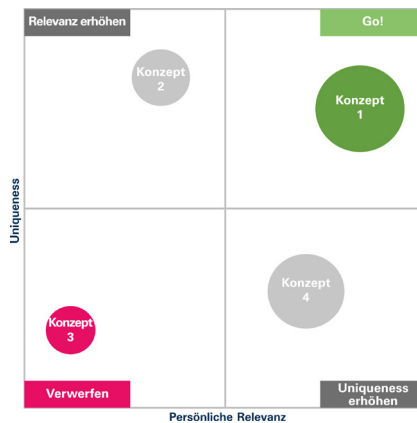 Relevanz erhöhen
Go!
Konzept
2
Konzept
1
Uniqueness
Konzept
4
Konzept
3
Verwerfen
Uniqueness
erhöhen
Persönliche Relevanz